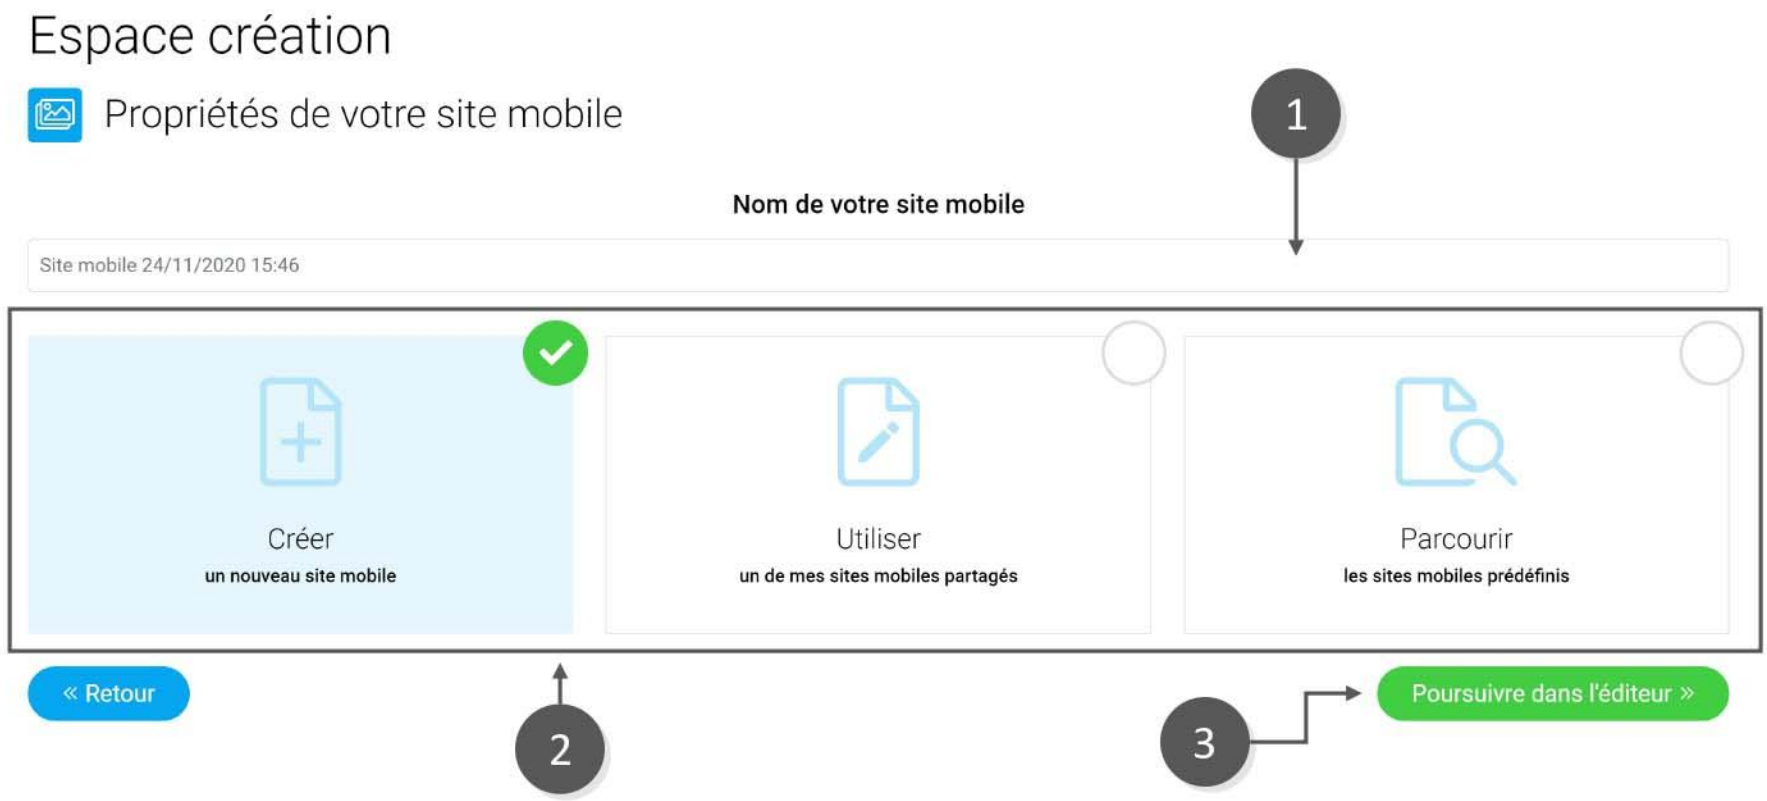 Espace création
Propriétés de votre site mobile
1
Nom de votre site mobile
Site mobile 24/11/2020 15:46
Créer
un nouveau site mobile
Utiliser
un de mes sites mobiles partagés
Parcourir
les sites mobiles prédéfinis
« Retour
Poursuivre dans l'éditeur »
2
3